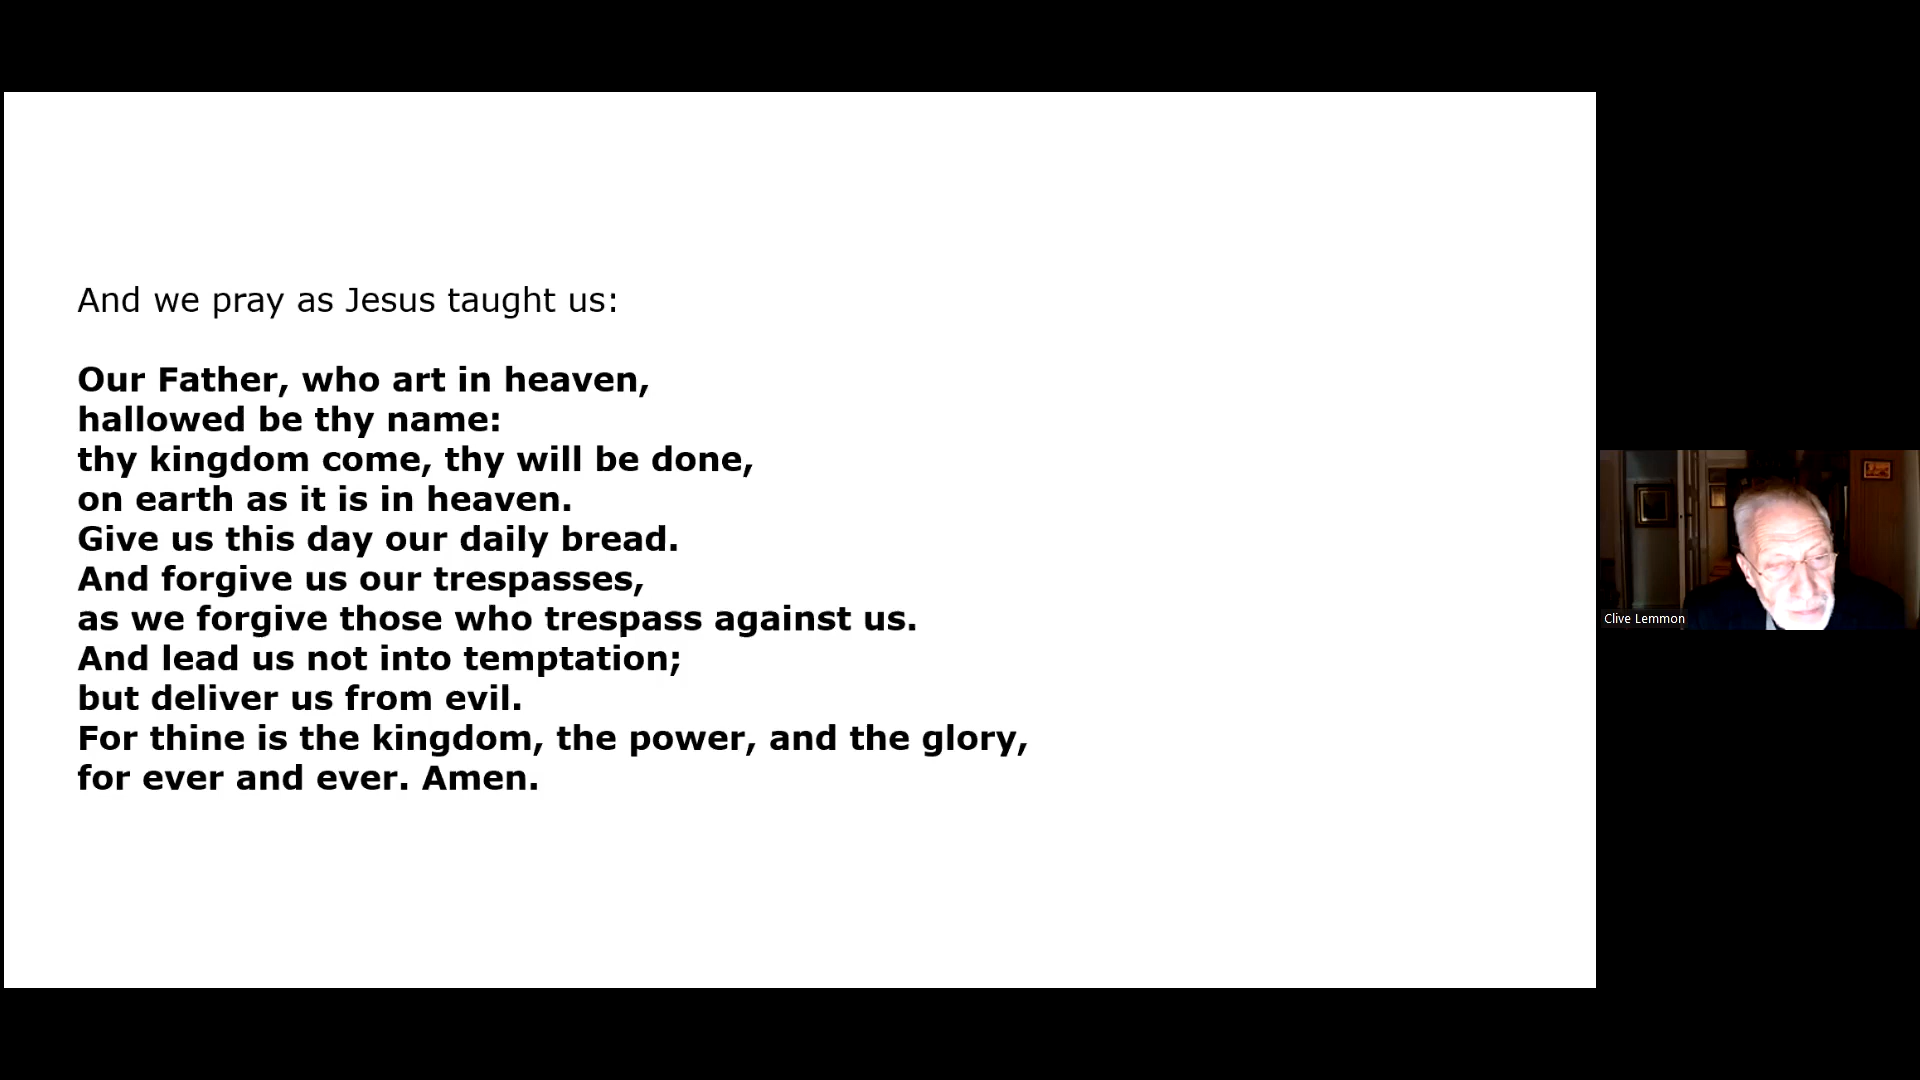 And we pray as Jesus taught us:
Our Father, who art in heaven,
hallowed be thy name:
thy kingdom come, thy will be done,
on earth as it is in heaven.
Give us this day our daily bread.
And forgive us our trespasses,
as we forgive those who trespass against us.
And lead us not into temptation;
but deliver us from evil.
For thine is the kingdom, the power, and the glory,
for ever and ever. Amen.
Clive Lemmon